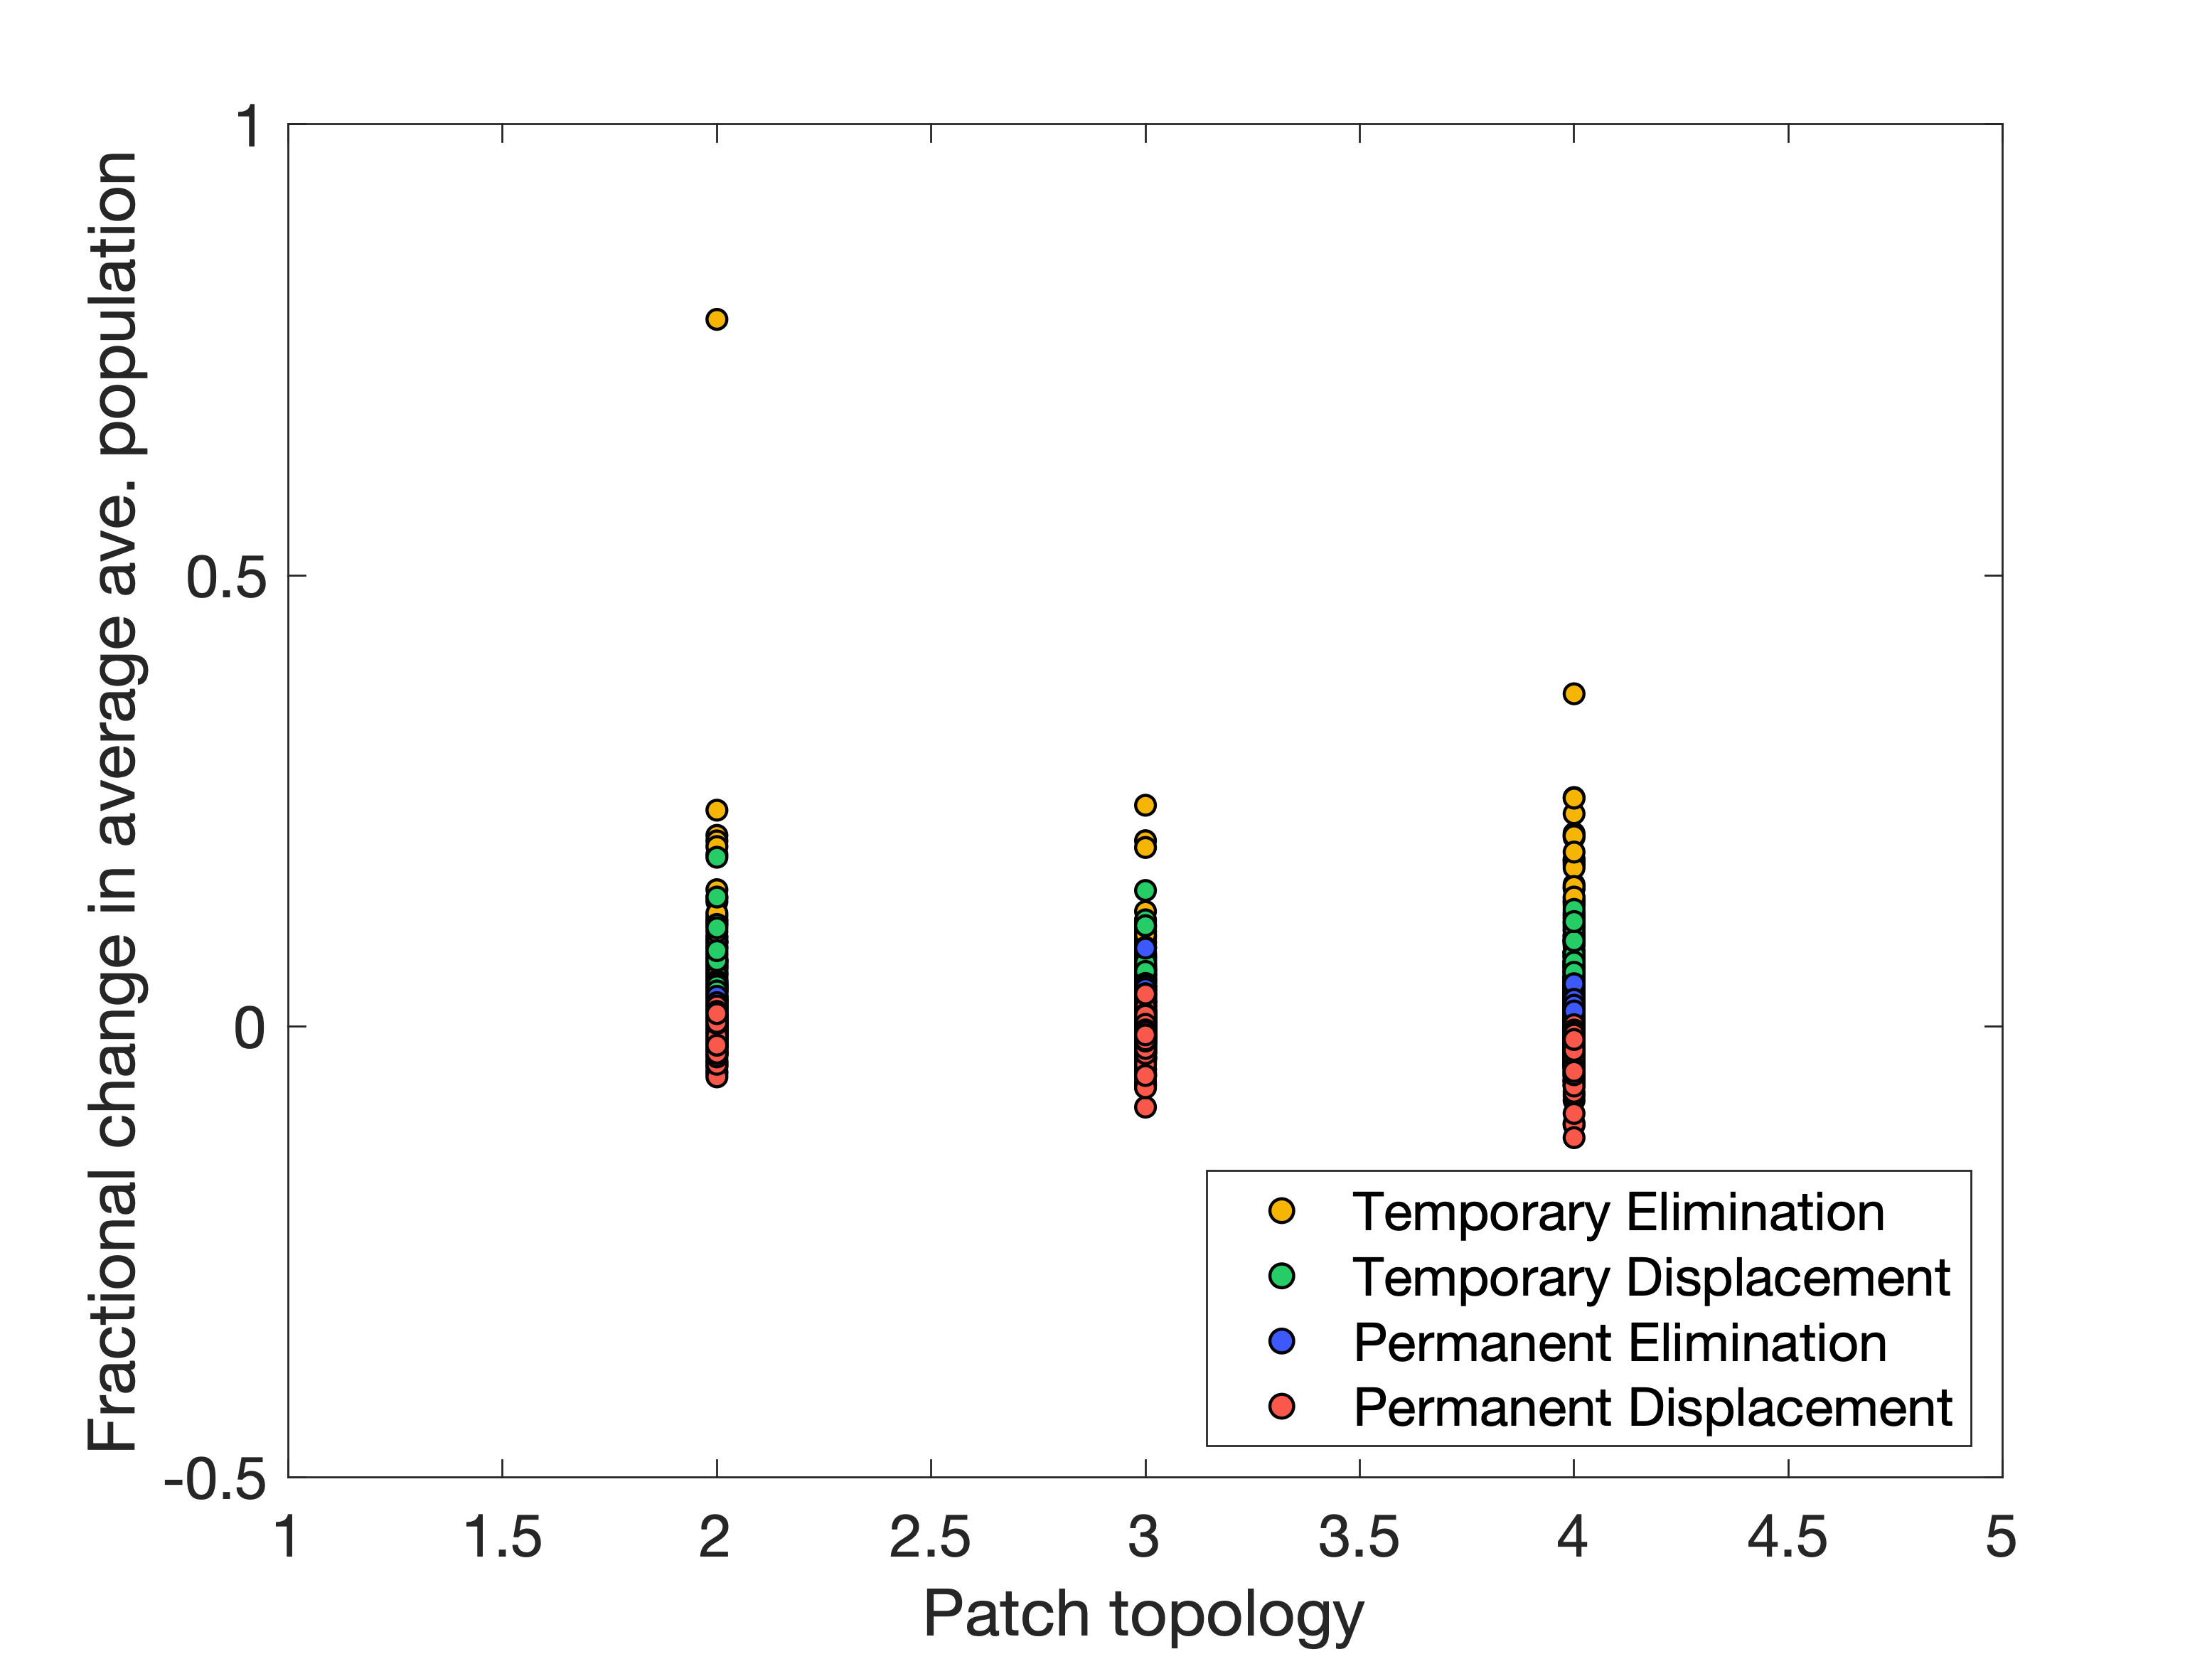 Fractional change in average ave. population
1
0.5
0
-0.5
1 1.5 2 2.5 3 3.5 4 4.5 5
Patch topology
Temporary Elimination
Temporary Displacement
Permanent Elimination
Permanent Displacement